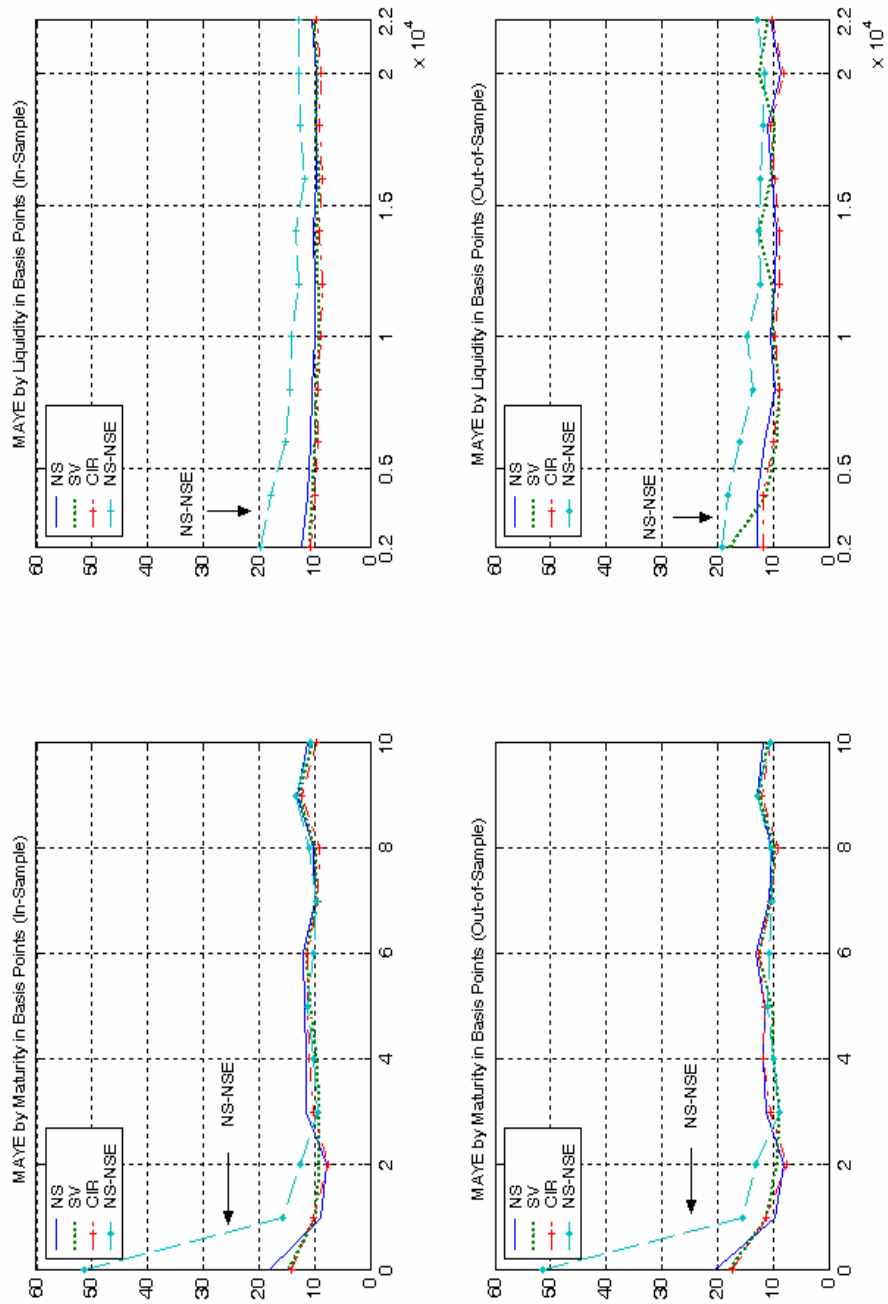 MAYE by Maturity in Basis Points (In-Sample)
60
50
40
30
20
10
0
NS
SV
CIR
NS-NSE
NS-NSE
0
2
4
6
8
10
MAYE by Liquidity in Basis Points (In-Sample)
60
50
40
30
20
10
0
NS
SV
CIR
NS-NSE
NS-NSE
0.2
0.5
1
1.5
2
2.2
x 10^4
MAYE by Maturity in Basis Points (Out-of-Sample)
60
50
40
30
20
10
0
NS
SV
CIR
NS-NSE
NS-NSE
0
2
4
6
8
10
MAYE by Liquidity in Basis Points (Out-of-Sample)
60
50
40
30
20
10
0
NS
SV
CIR
NS-NSE
NS-NSE
0.2
0.5
1
1.5
2
2.2
x 10^4